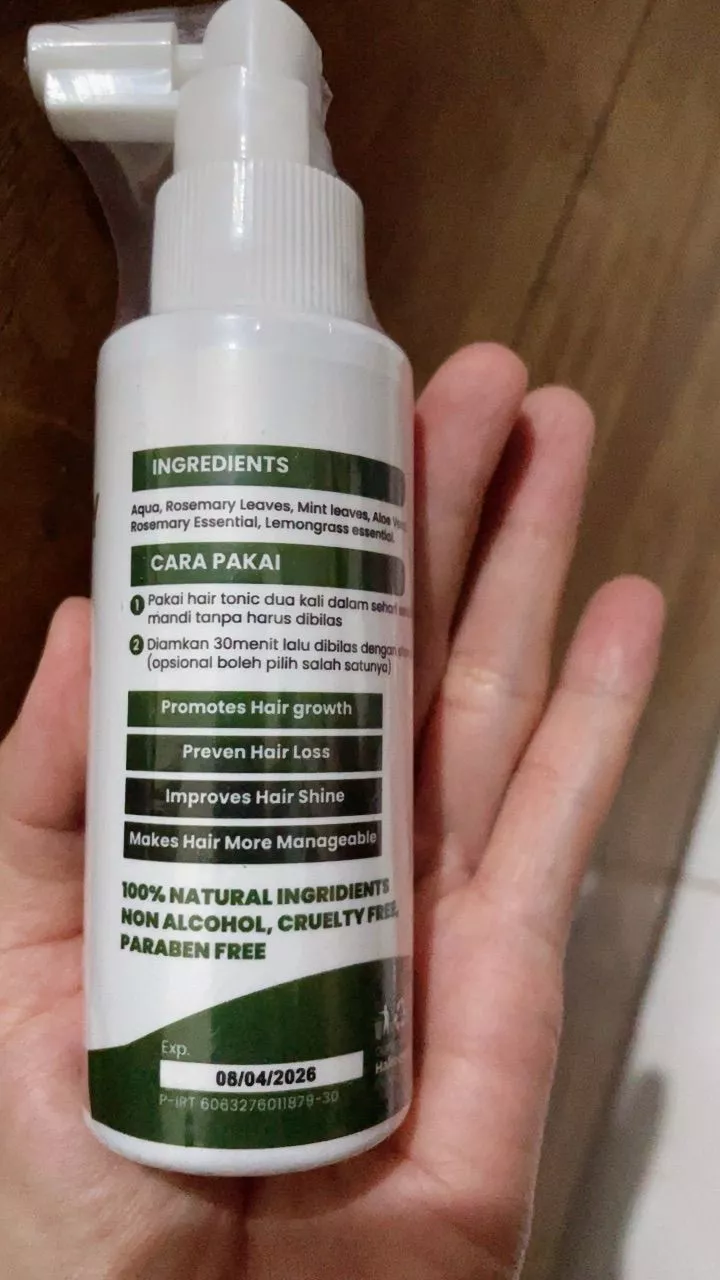 INGREDIENTS
Aqua, Rosemary Leaves, Mint leaves, Aloe
Rosemary Essential, Lemongrass essential.
CARA PAKAI
1 Pakai hair tonic dua kali dalam sehari
mandi tanpa harus dibilas
2 Diamkan 30menit lalu dibilas dengan
(opsional boleh pilih salah satunya)
Promotes Hair growth
Preven Hair Loss
Improves Hair Shine
Makes Hair More Manageable
100% NATURAL INGRIDIENTS
NON ALCOHOL, CRUELTY FREE,
PARABEN FREE
Exp.
08/04/2026
P-IRT 6063276011879-30